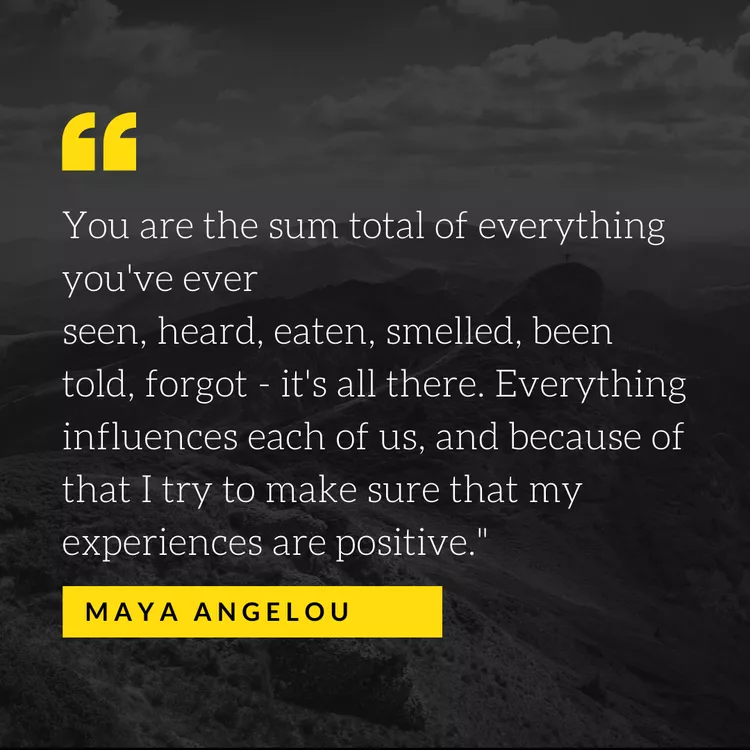 “
You are the sum total of everything
you've ever
seen, heard, eaten, smelled, been
told, forgot - it's all there. Everything
influences each of us, and because of
that I try to make sure that my
experiences are positive."
MAYA ANGELOU